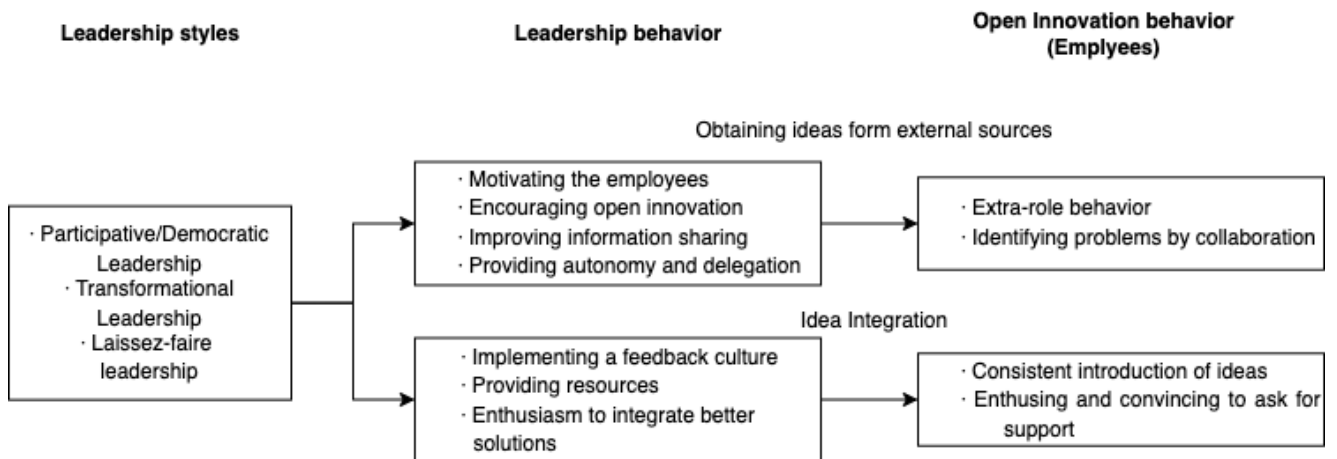 Leadership styles
Leadership behavior
Open Innovation behavior
(Emplyees)
Obtaining ideas form external sources
· Participative/Democratic
Leadership
· Transformational
Leadership
· Laissez-faire
leadership
· Motivating the employees
· Encouraging open innovation
· Improving information sharing
· Providing autonomy and delegation
· Extra-role behavior
· Identifying problems by collaboration
Idea Integration
· Implementing a feedback culture
· Providing resources
· Enthusiasm to integrate better
solutions
· Consistent introduction of ideas
· Enthusing and convincing to ask for
support